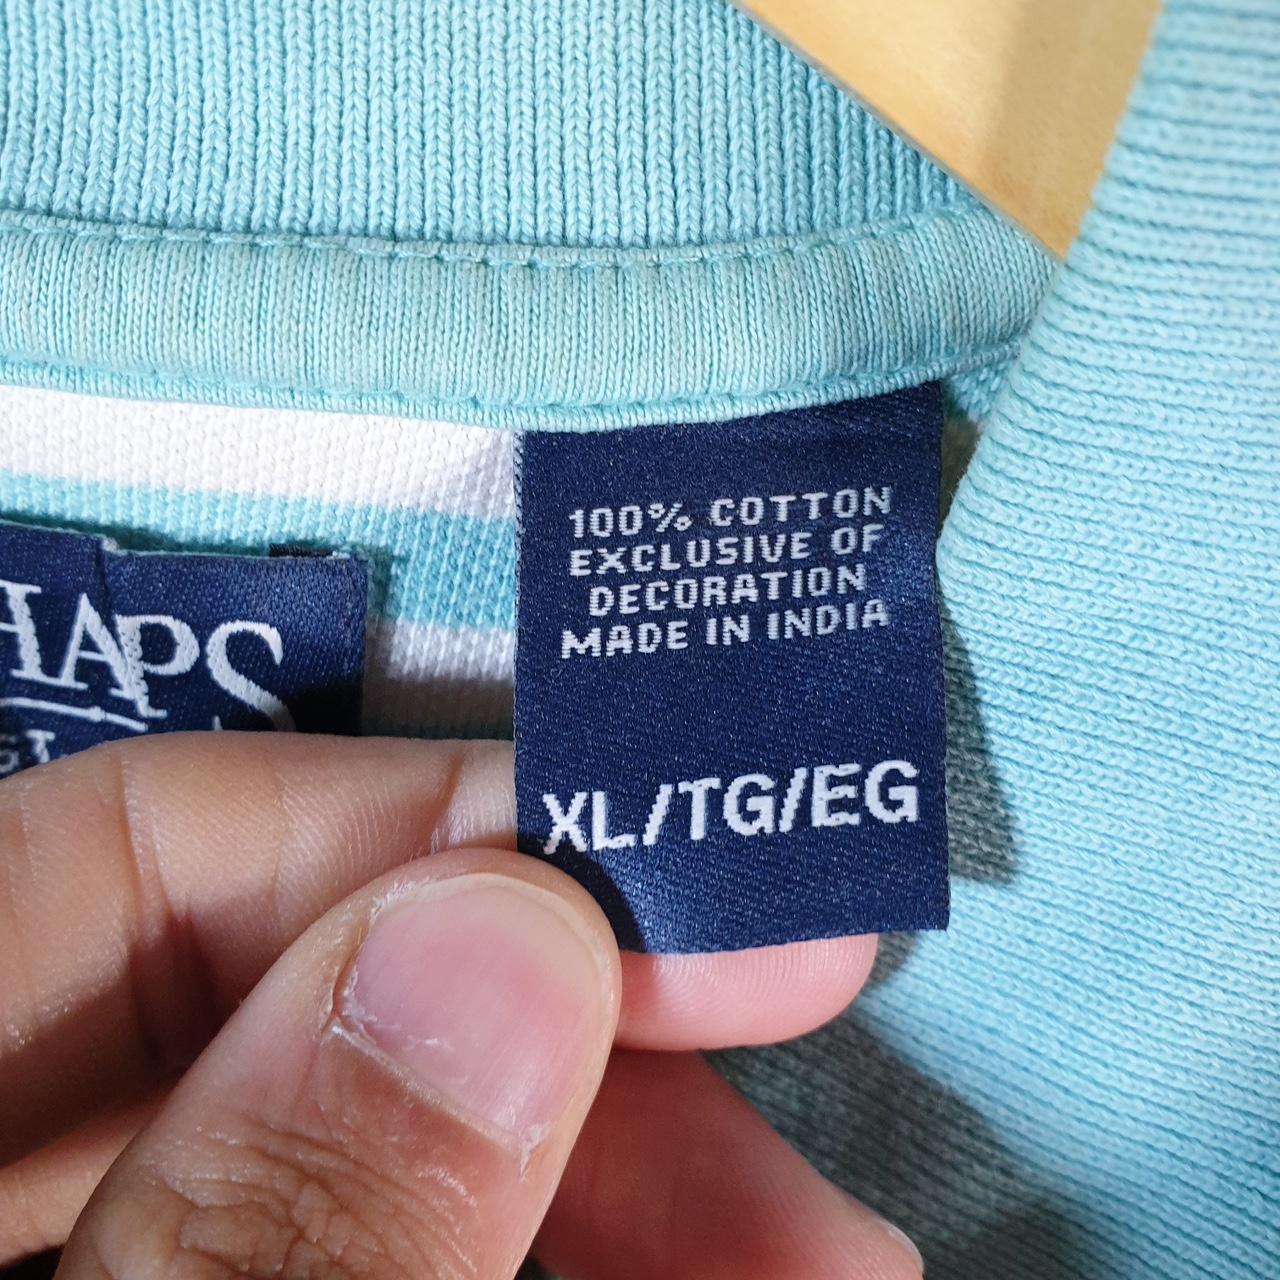 100% COTTON
EXCLUSIVE OF
DECORATION
MADE IN INDIA
XL/TG/EG
HAPS